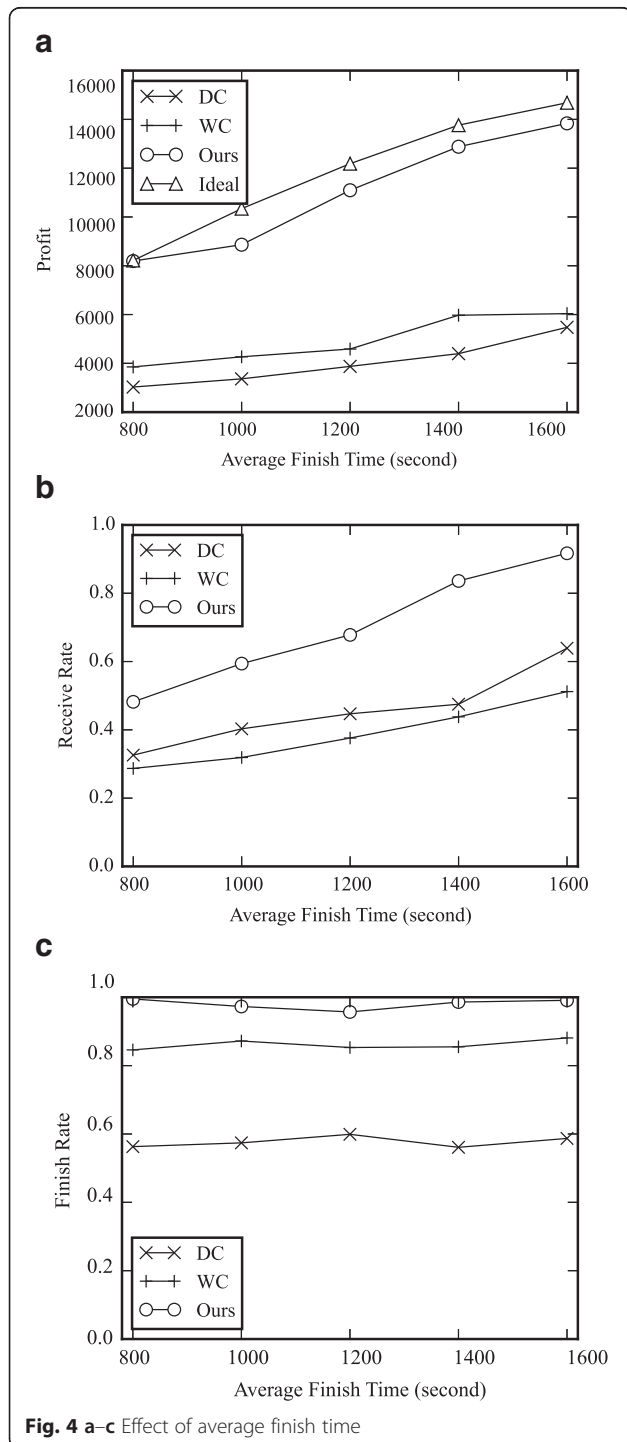 a
16000
14000
12000
10000
8000
6000
4000
2000
Profit
DC
WC
Ours
Ideal
800 1000 1200 1400 1600
Average Finish Time (second)
b
1.0
0.8
0.6
0.4
0.2
0.0
Receive Rate
DC
WC
Ours
800 1000 1200 1400 1600
Average Finish Time (second)
c
1.0
0.8
0.6
0.4
0.2
0.0
Finish Rate
DC
WC
Ours
800 1000 1200 1400 1600
Average Finish Time (second)
Fig. 4 a–c Effect of average finish time